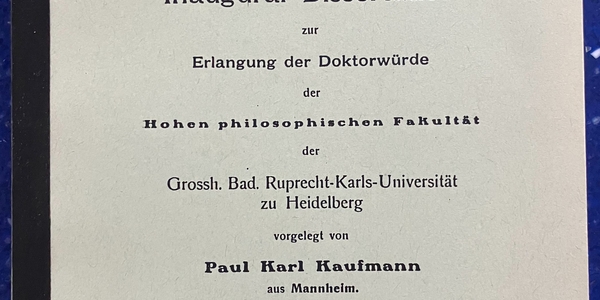 zur
Erlangung der Doktorwürde
der
Hohen philosophischen Fakultät
der
Grossh. Bad. Ruprecht-Karls-Universität
zu Heidelberg
vorgelegt von
Paul Karl Kaufmann
aus Mannheim.